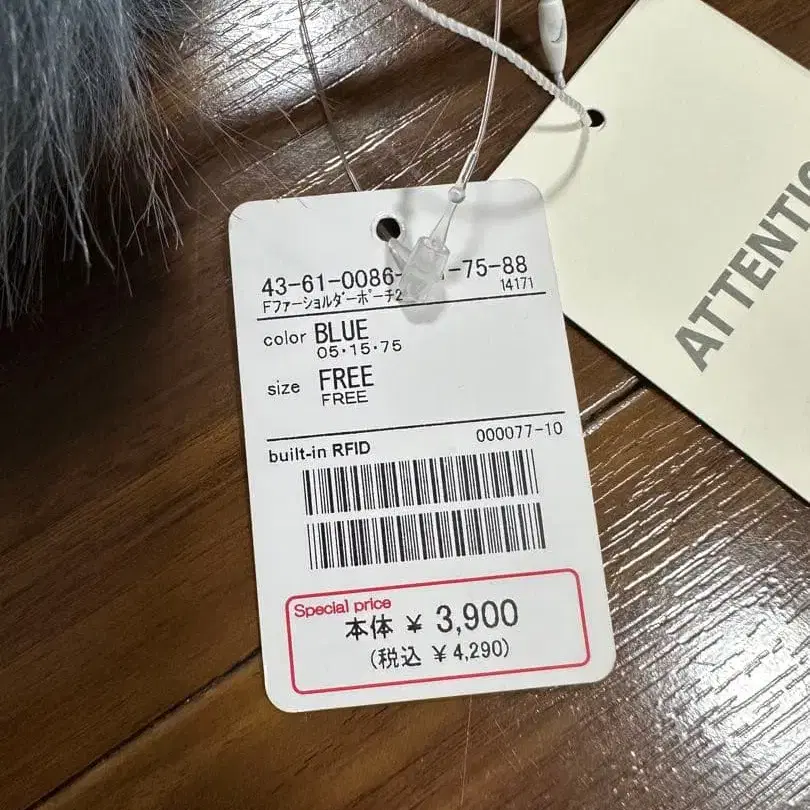 43-61-0086- -75-88
Fファーショルダーポーチ2
14171
color BLUE
05・15・75
size FREE
FREE
built-in RFID
000077-10
Special price
本体 ¥ 3,900
(税込 ¥4,290)
ATTENTIO